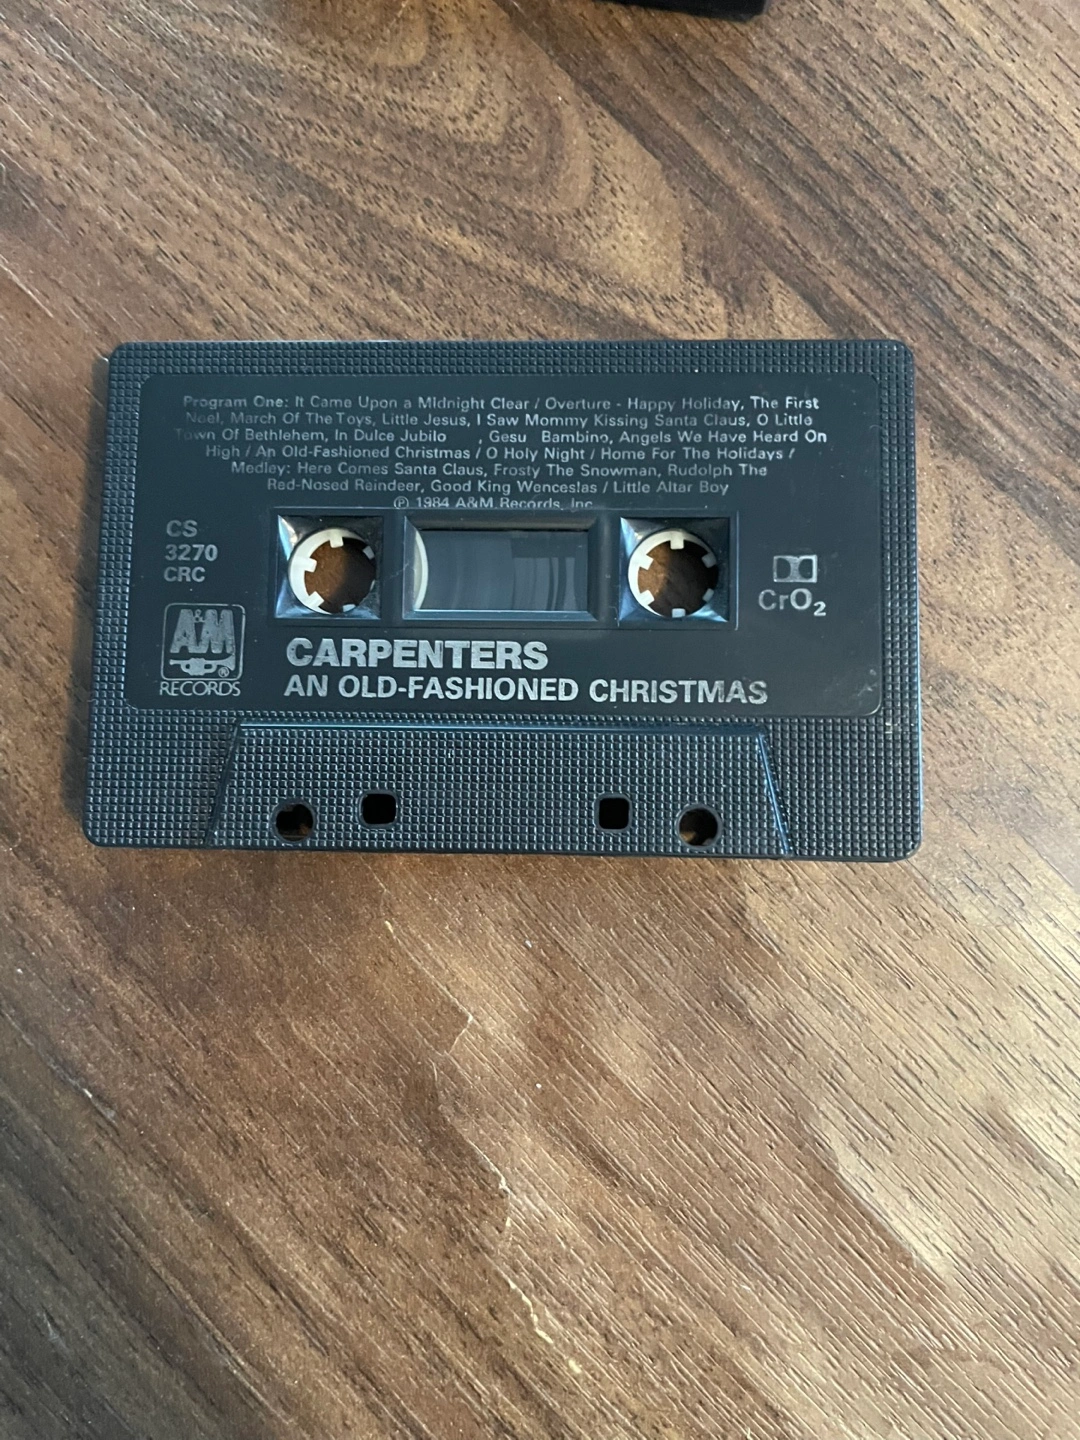 Program One: It Came Upon a Midnight Clear / Overture - Happy Holiday, The First
Noel, March Of The Toys, Little Jesus, I Saw Mommy Kissing Santa Claus, O Little
Town Of Bethlehem, In Dulce Jubilo , Gesu Bambino, Angels We Have Heard On
High / An Old-Fashioned Christmas / O Holy Night / Home For The Holidays /
Medley: Here Comes Santa Claus, Frosty The Snowman, Rudolph The
Red-Nosed Reindeer, Good King Wenceslas / Little Altar Boy
℗ 1984 A&M Records, Inc.
CS
3270
CRC
CrO2
A&M
®
RECORDS
CARPENTERS
AN OLD-FASHIONED CHRISTMAS